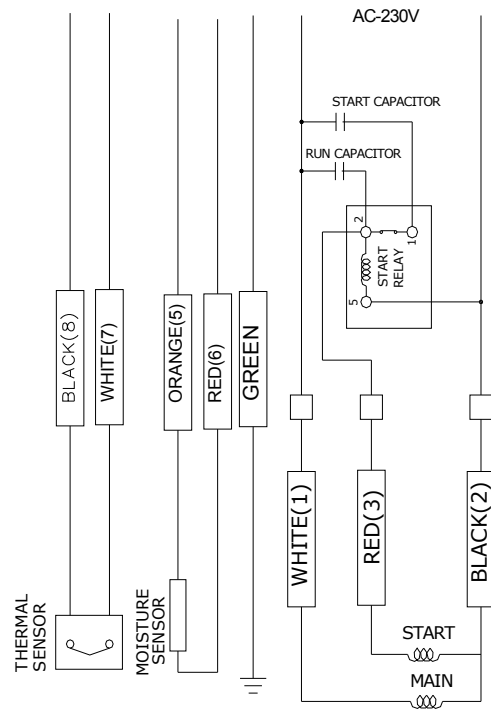 AC-230V
START CAPACITOR
RUN CAPACITOR
2
1
START
RELAY
5
BLACK(8)
WHITE(7)
ORANGE(5)
RED(6)
GREEN
WHITE(1)
RED(3)
BLACK(2)
THERMAL
SENSOR
MOISTURE
SENSOR
START
MAIN